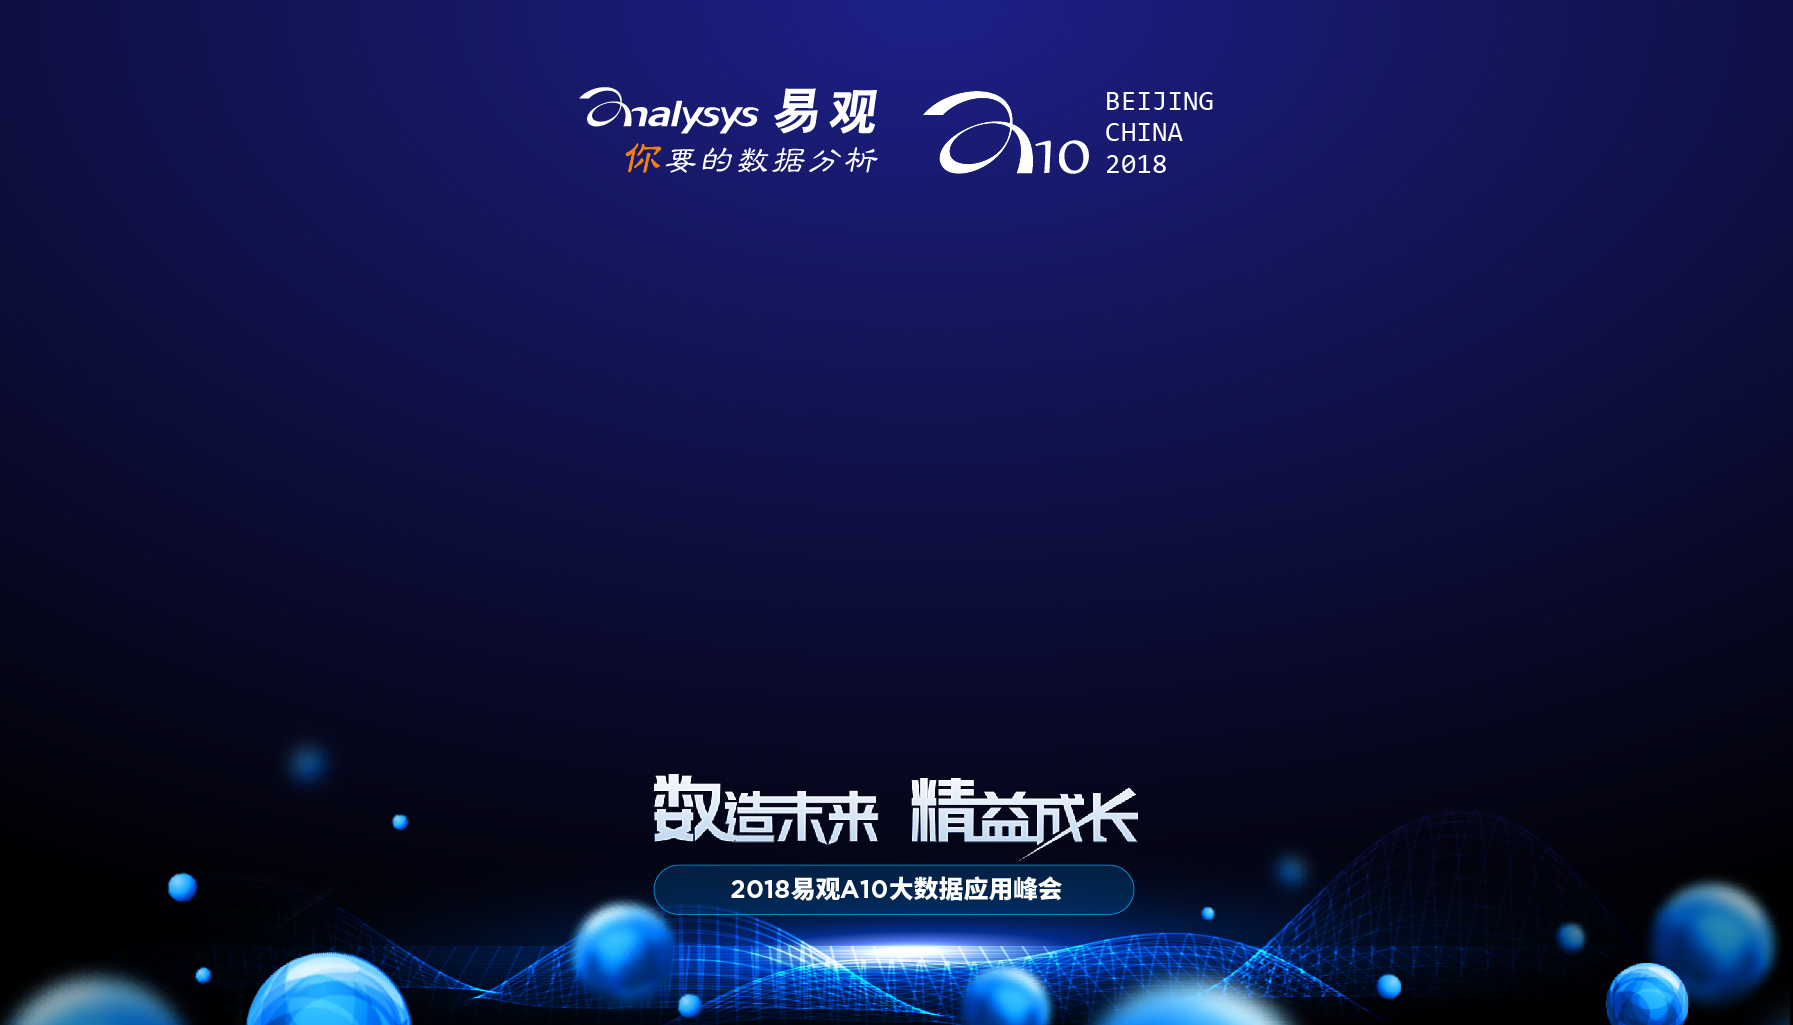 analysys 易观
你要的数据分析
a10
BEIJING
CHINA
2018
数造未来 精益成长
2018易观A10大数据应用峰会